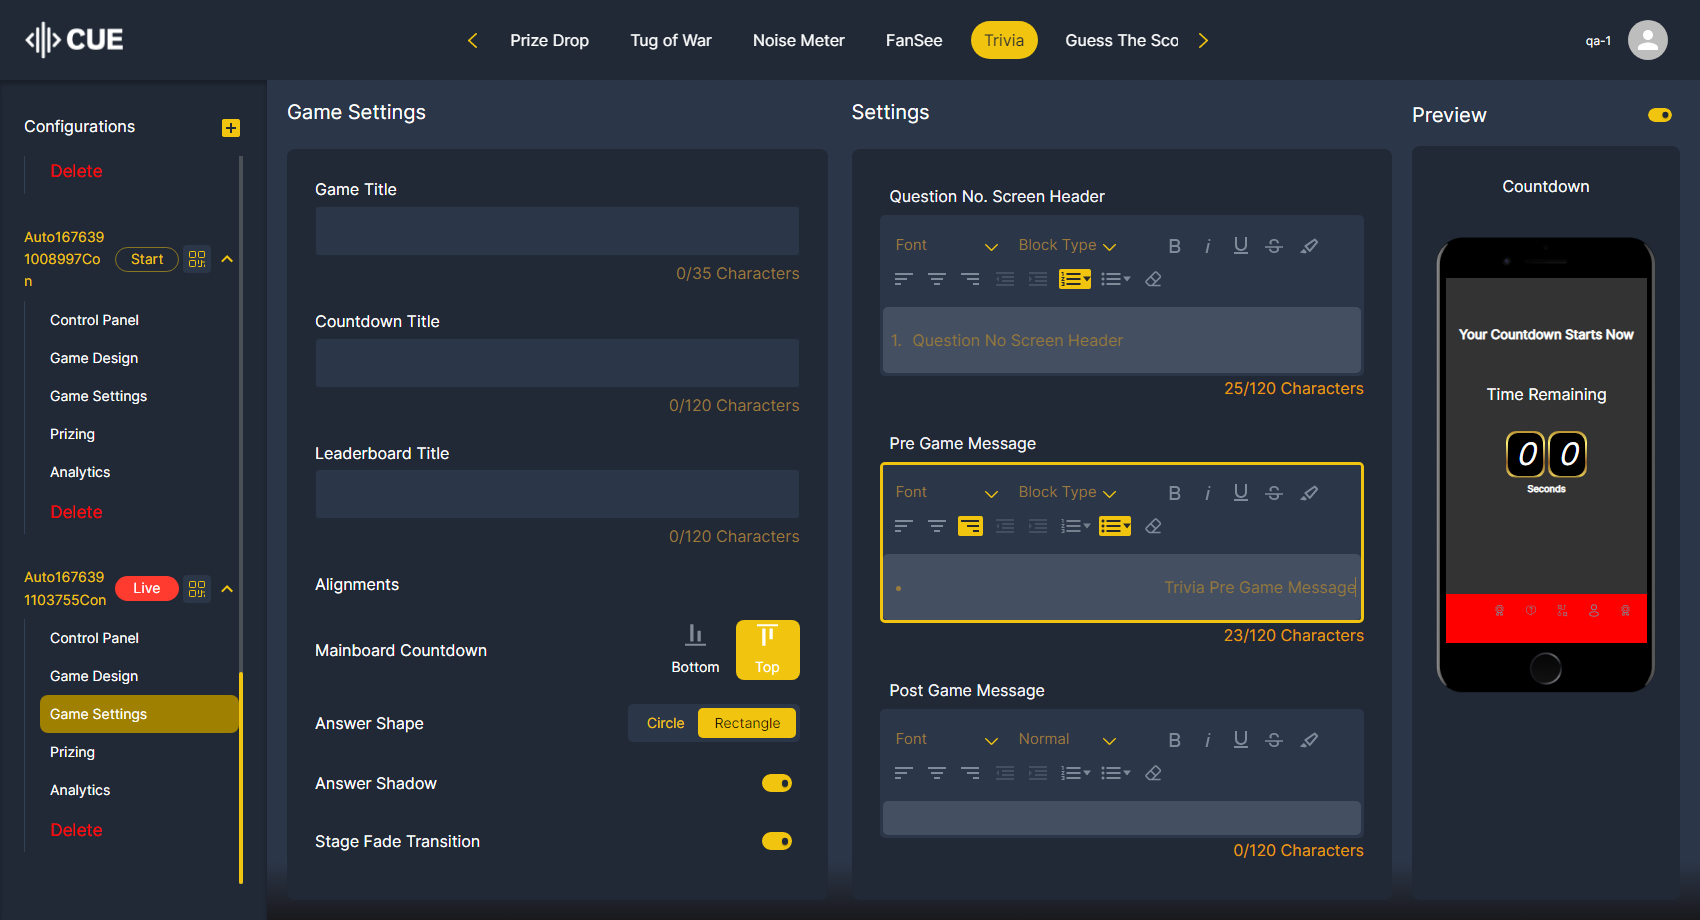 CUE
Prize Drop
Tug of War
Noise Meter
FanSee
Trivia
Guess The Sco
qa-1
Configurations
Delete
Auto167639
1008997Co
n
Start
Control Panel
Game Design
Game Settings
Prizing
Analytics
Delete
Auto167639
1103755Con
Live
Control Panel
Game Design
Game Settings
Prizing
Analytics
Delete
Game Settings
Game Title
0/35 Characters
Countdown Title
0/120 Characters
Leaderboard Title
0/120 Characters
Alignments
Mainboard Countdown
Bottom
Top
Answer Shape
Circle
Rectangle
Answer Shadow
Stage Fade Transition
Settings
Question No. Screen Header
Font
Block Type
B
i
U
S
1. Question No Screen Header
25/120 Characters
Pre Game Message
Font
Block Type
B
i
U
S
• Trivia Pre Game Message
23/120 Characters
Post Game Message
Font
Normal
B
i
U
S
0/120 Characters
Preview
Countdown
Your Countdown Starts Now
Time Remaining
0 0
Seconds